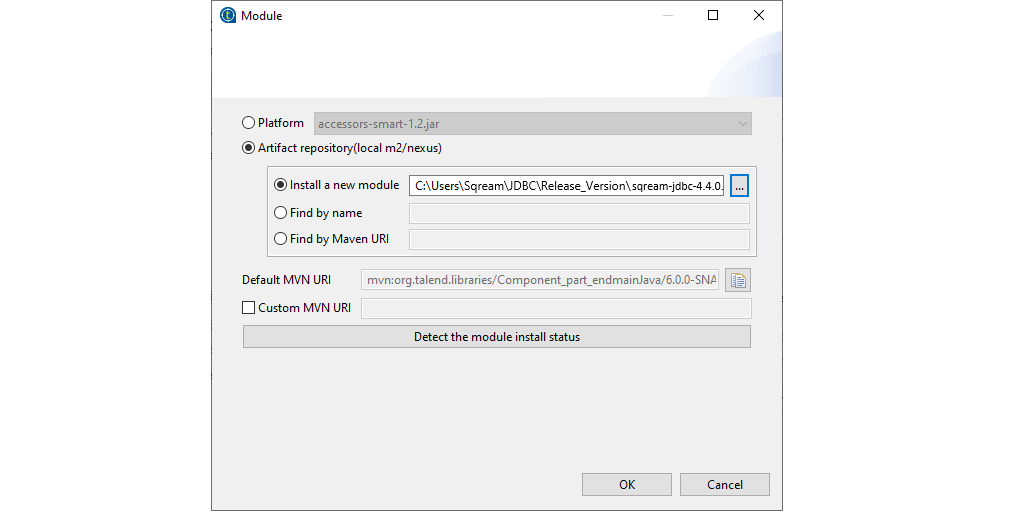 Module
Platform accessors-smart-1.2.jar
Artifact repository(local m2/nexus)
Install a new module C:\Users\Sqream\JDBC\Release_Version\sqream-jdbc-4.4.0. ...
Find by name
Find by Maven URI
Default MVN URI mvn:org.talend.libraries/Component_part_endmainJava/6.0.0-SNA
Custom MVN URI
Detect the module install status
OK Cancel